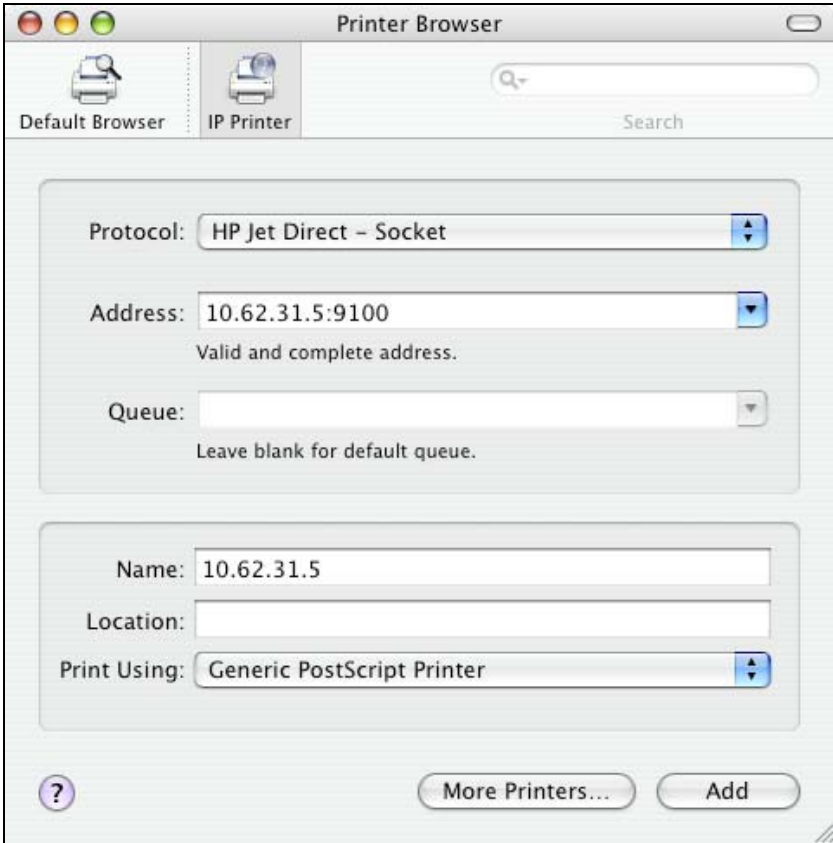 Printer Browser
Default Browser
IP Printer
Search
Protocol: HP Jet Direct – Socket
Address: 10.62.31.5:9100
Valid and complete address.
Queue:
Leave blank for default queue.
Name: 10.62.31.5
Location:
Print Using: Generic PostScript Printer
?
More Printers...
Add